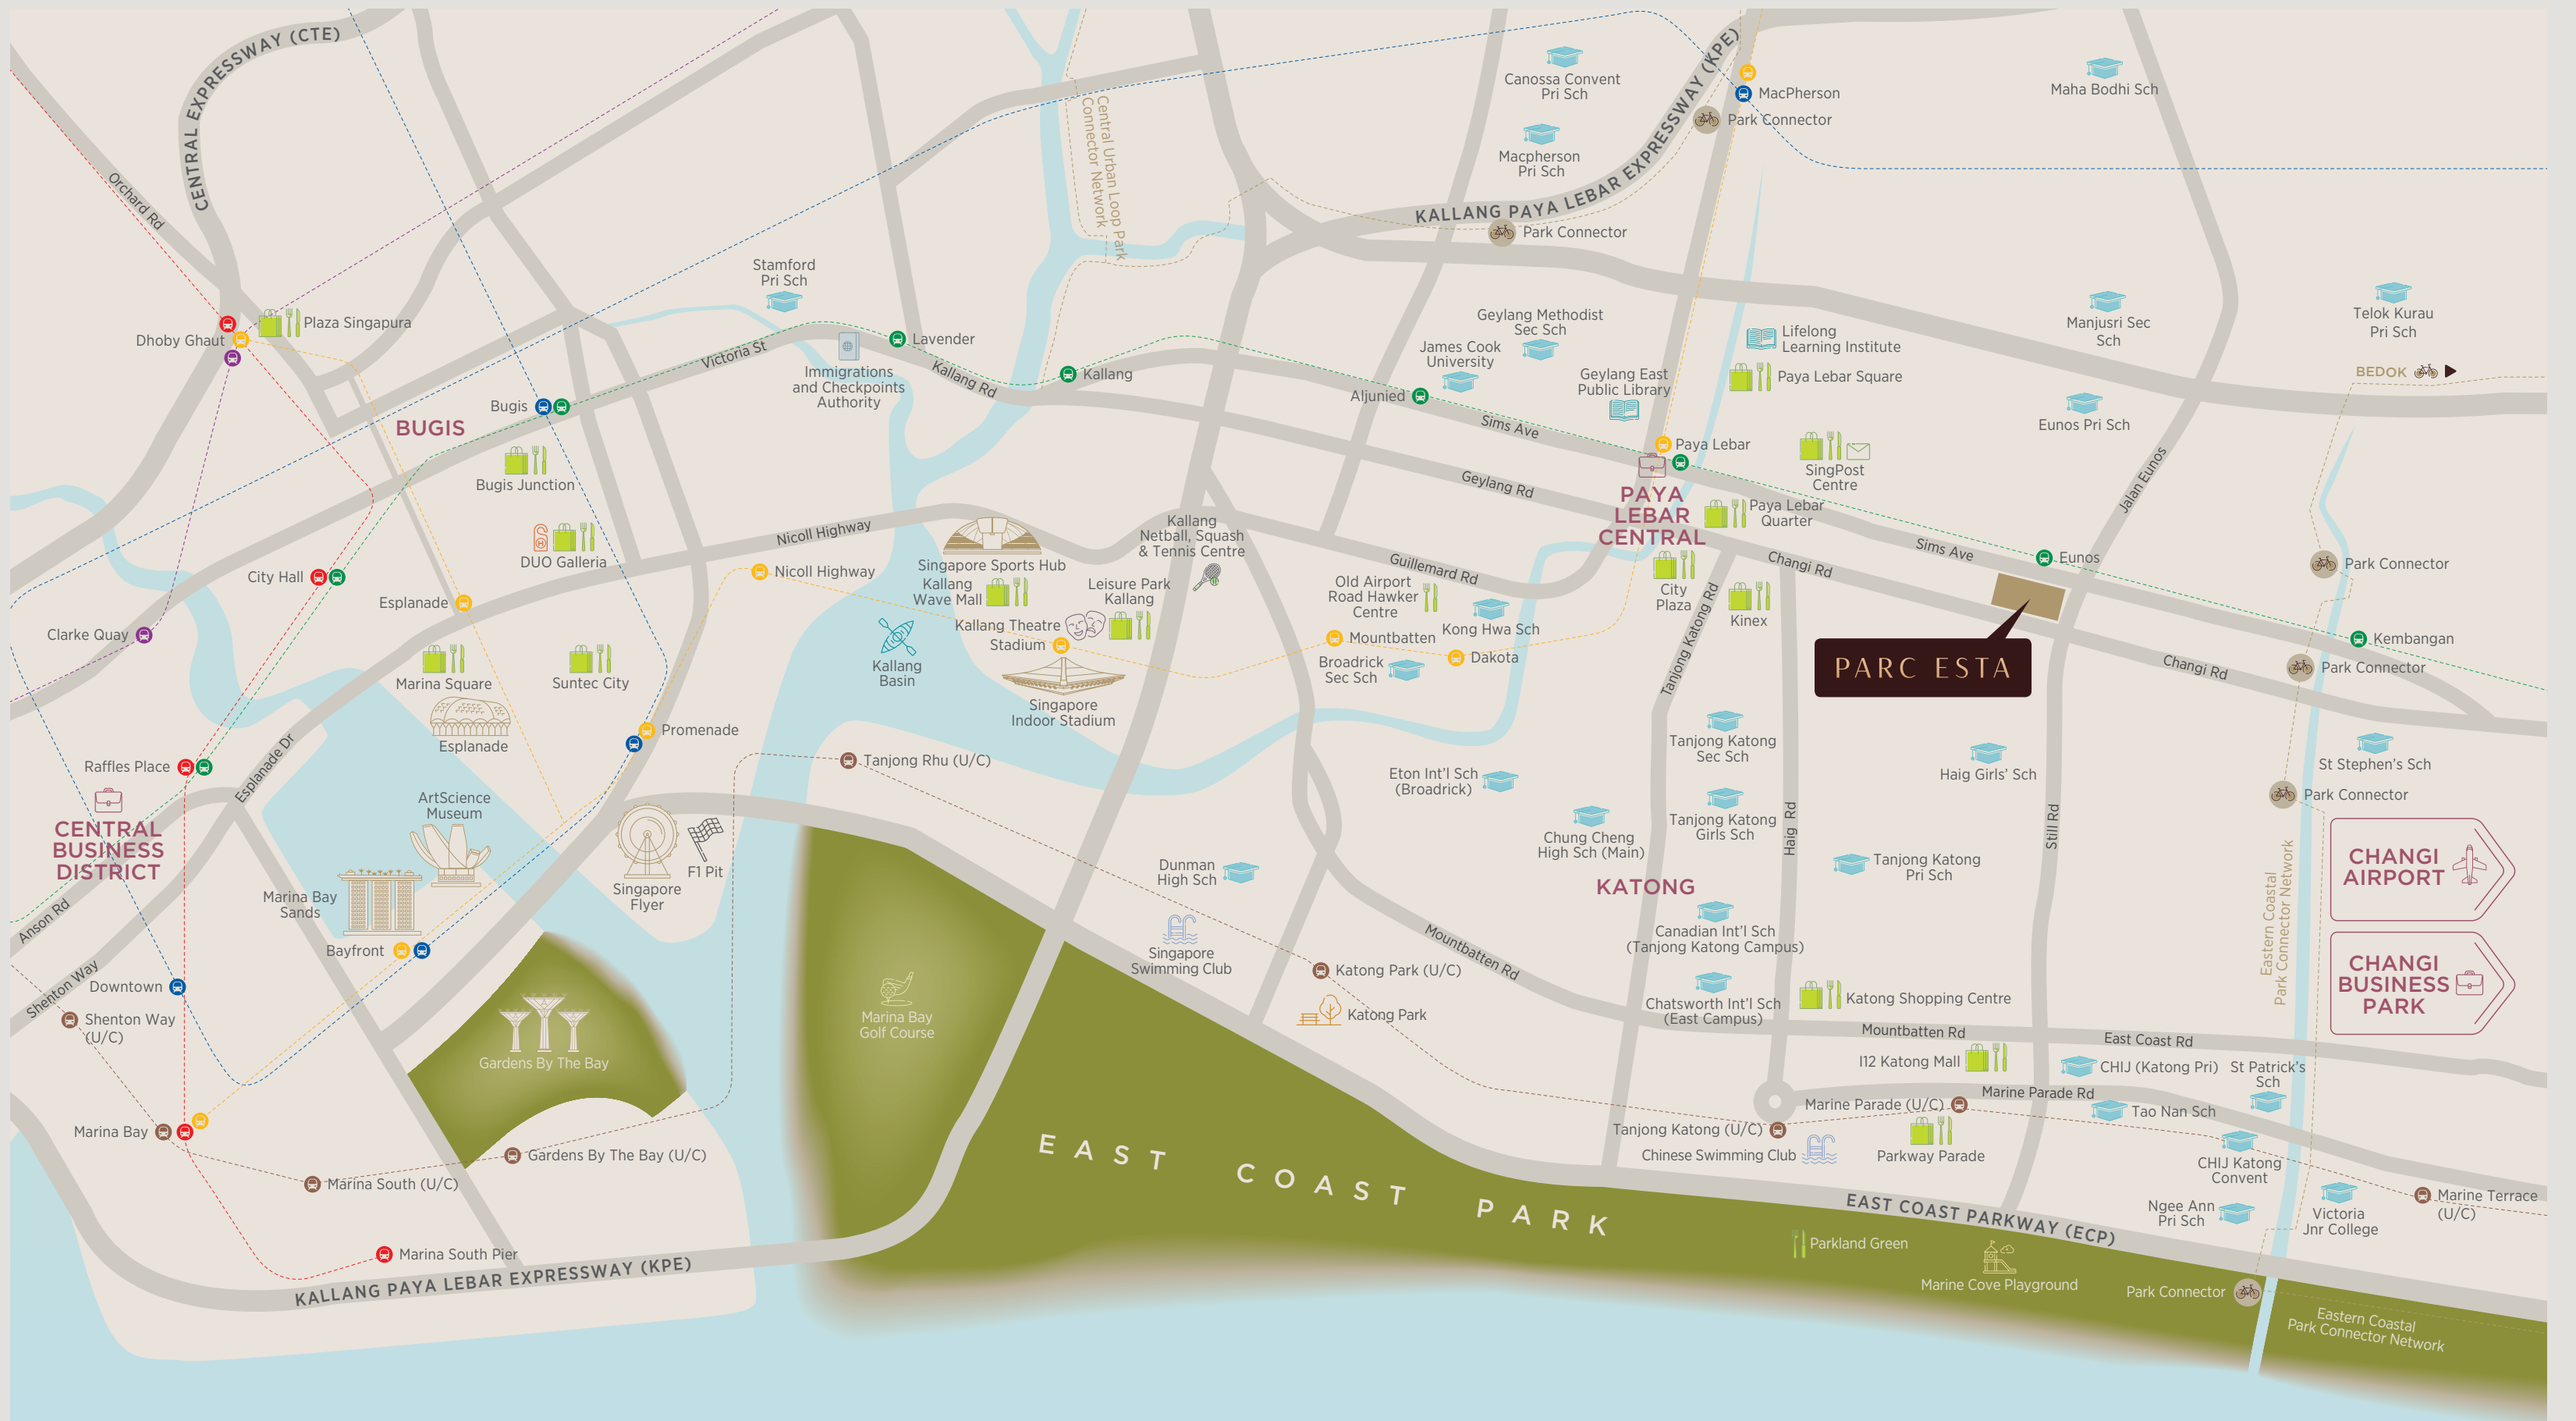 CENTRAL EXPRESSWAY (CTE)
Orchard Rd
Dhoby Ghaut
Plaza Singapura
BUGIS
Bugis
Bugis Junction
DUO Galleria
City Hall
Esplanade
Clarke Quay
Marina Square
Suntec City
Esplanade
Promenade
Raffles Place
Esplanade Dr
CENTRAL
BUSINESS
DISTRICT
ArtScience
Museum
Marina Bay
Sands
Bayfront
Singapore
Flyer
F1 Pit
Anson Rd
Shenton Way
Downtown
Shenton Way
(U/C)
Marina Bay
Marina South (U/C)
Gardens By The Bay
Gardens By The Bay (U/C)
Marina South Pier
KALLANG PAYA LEBAR EXPRESSWAY (KPE)
Stamford
Pri Sch
Victoria St
Immigrations
and Checkpoints
Authority
Lavender
Kallang Rd
Kallang
Central Urban Loop Park
Connector Network
Nicoll Highway
Nicoll Highway
Singapore Sports Hub
Kallang
Wave Mall
Leisure Park
Kallang
Kallang Theatre
Stadium
Kallang
Basin
Singapore
Indoor Stadium
Kallang
Netball, Squash
& Tennis Centre
Tanjong Rhu (U/C)
Marina Bay
Golf Course
Dunman
High Sch
Singapore
Swimming Club
Katong Park (U/C)
Katong Park
EAST COAST PARK
Canossa Convent
Pri Sch
Macpherson
Pri Sch
KALLANG PAYA LEBAR EXPRESSWAY (KPE)
MacPherson
Park Connector
Park Connector
Maha Bodhi Sch
Geylang Methodist
Sec Sch
James Cook
University
Geylang East
Public Library
Aljunied
Sims Ave
Lifelong
Learning Institute
Paya Lebar Square
Paya Lebar
SingPost
Centre
PAYA
LEBAR
CENTRAL
Paya Lebar
Quarter
Geylang Rd
Guillemard Rd
Old Airport
Road Hawker
Centre
Kong Hwa Sch
Mountbatten
Dakota
Broadrick
Sec Sch
City
Plaza
Kinex
Changi Rd
Sims Ave
Tanjong Katong Rd
Eunos
PARC ESTA
Manjusri Sec
Sch
Telok Kurau
Pri Sch
BEDOK
Eunos Pri Sch
Jalan Eunos
Park Connector
Kembangan
Park Connector
Changi Rd
St Stephen's Sch
Park Connector
Tanjong Katong
Sec Sch
Tanjong Katong
Girls Sch
Eton Int'l Sch
(Broadrick)
Chung Cheng
High Sch (Main)
KATONG
Haig Rd
Haig Girls' Sch
Tanjong Katong
Pri Sch
Still Rd
Canadian Int'l Sch
(Tanjong Katong Campus)
Chatsworth Int'l Sch
(East Campus)
Katong Shopping Centre
Mountbatten Rd
Mountbatten Rd
East Coast Rd
I12 Katong Mall
CHIJ (Katong Pri)
St Patrick's
Sch
Marine Parade Rd
Marine Parade (U/C)
Tao Nan Sch
Tanjong Katong (U/C)
Chinese Swimming Club
Parkway Parade
CHIJ Katong
Convent
Ngee Ann
Pri Sch
Victoria
Jnr College
Marine Terrace
(U/C)
EAST COAST PARKWAY (ECP)
Parkland Green
Marine Cove Playground
Park Connector
Eastern Coastal
Park Connector Network
Eastern Coastal
Park Connector Network
CHANGI
AIRPORT
CHANGI
BUSINESS
PARK